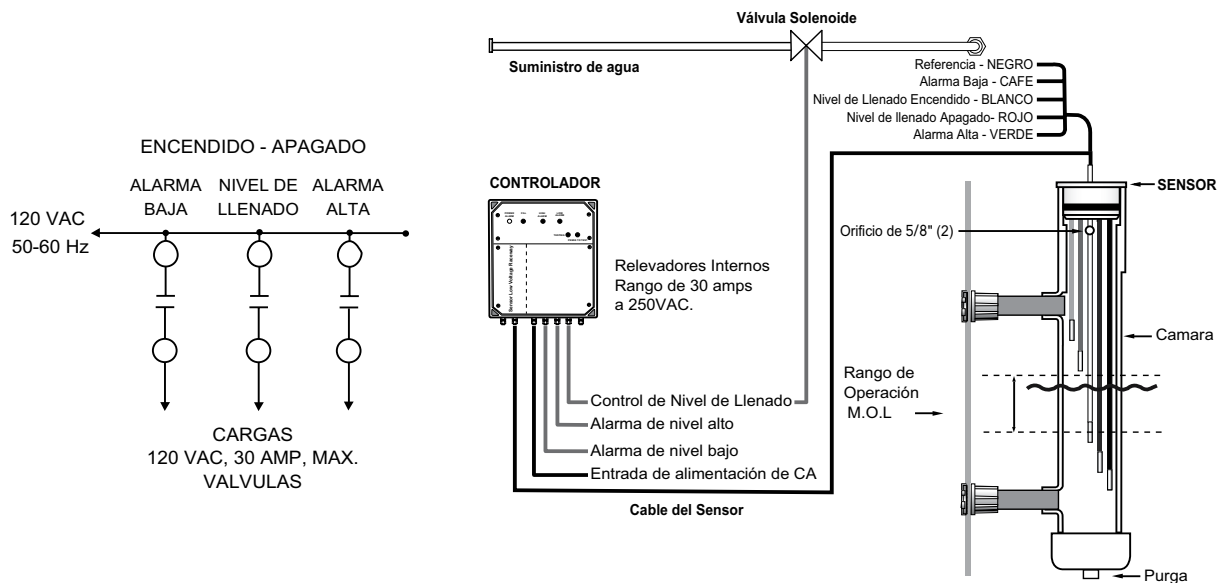 Válvula Solenoide
Suministro de agua
Referencia - NEGRO
Alarma Baja - CAFE
Nivel de Llenado Encendido - BLANCO
Nivel de llenado Apagado- ROJO
Alarma Alta - VERDE
ENCENDIDO - APAGADO
ALARMA
BAJA
NIVEL DE
LLENADO
ALARMA
ALTA
120 VAC
50-60 Hz
CARGAS
120 VAC, 30 AMP, MAX.
VALVULAS
CONTROLADOR
Sensor Low Voltage Raceway
Relevadores Internos
Rango de 30 amps
a 250VAC.
Control de Nivel de Llenado
Alarma de nivel alto
Alarma de nivel bajo
Entrada de alimentación de CA
Cable del Sensor
SENSOR
Orificio de 5/8" (2)
Camara
Rango de
Operación
M.O.L
Purga